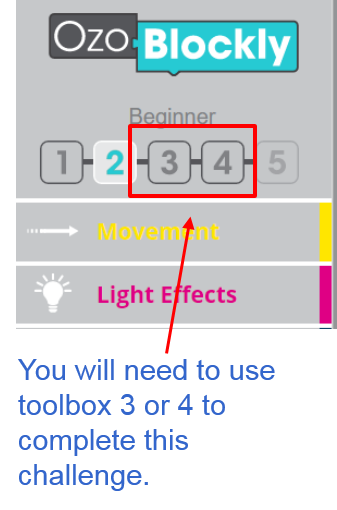 Ozo Blockly
Beginner
1 2 3 4 5
Movement
Light Effects
You will need to use
toolbox 3 or 4 to
complete this
challenge.